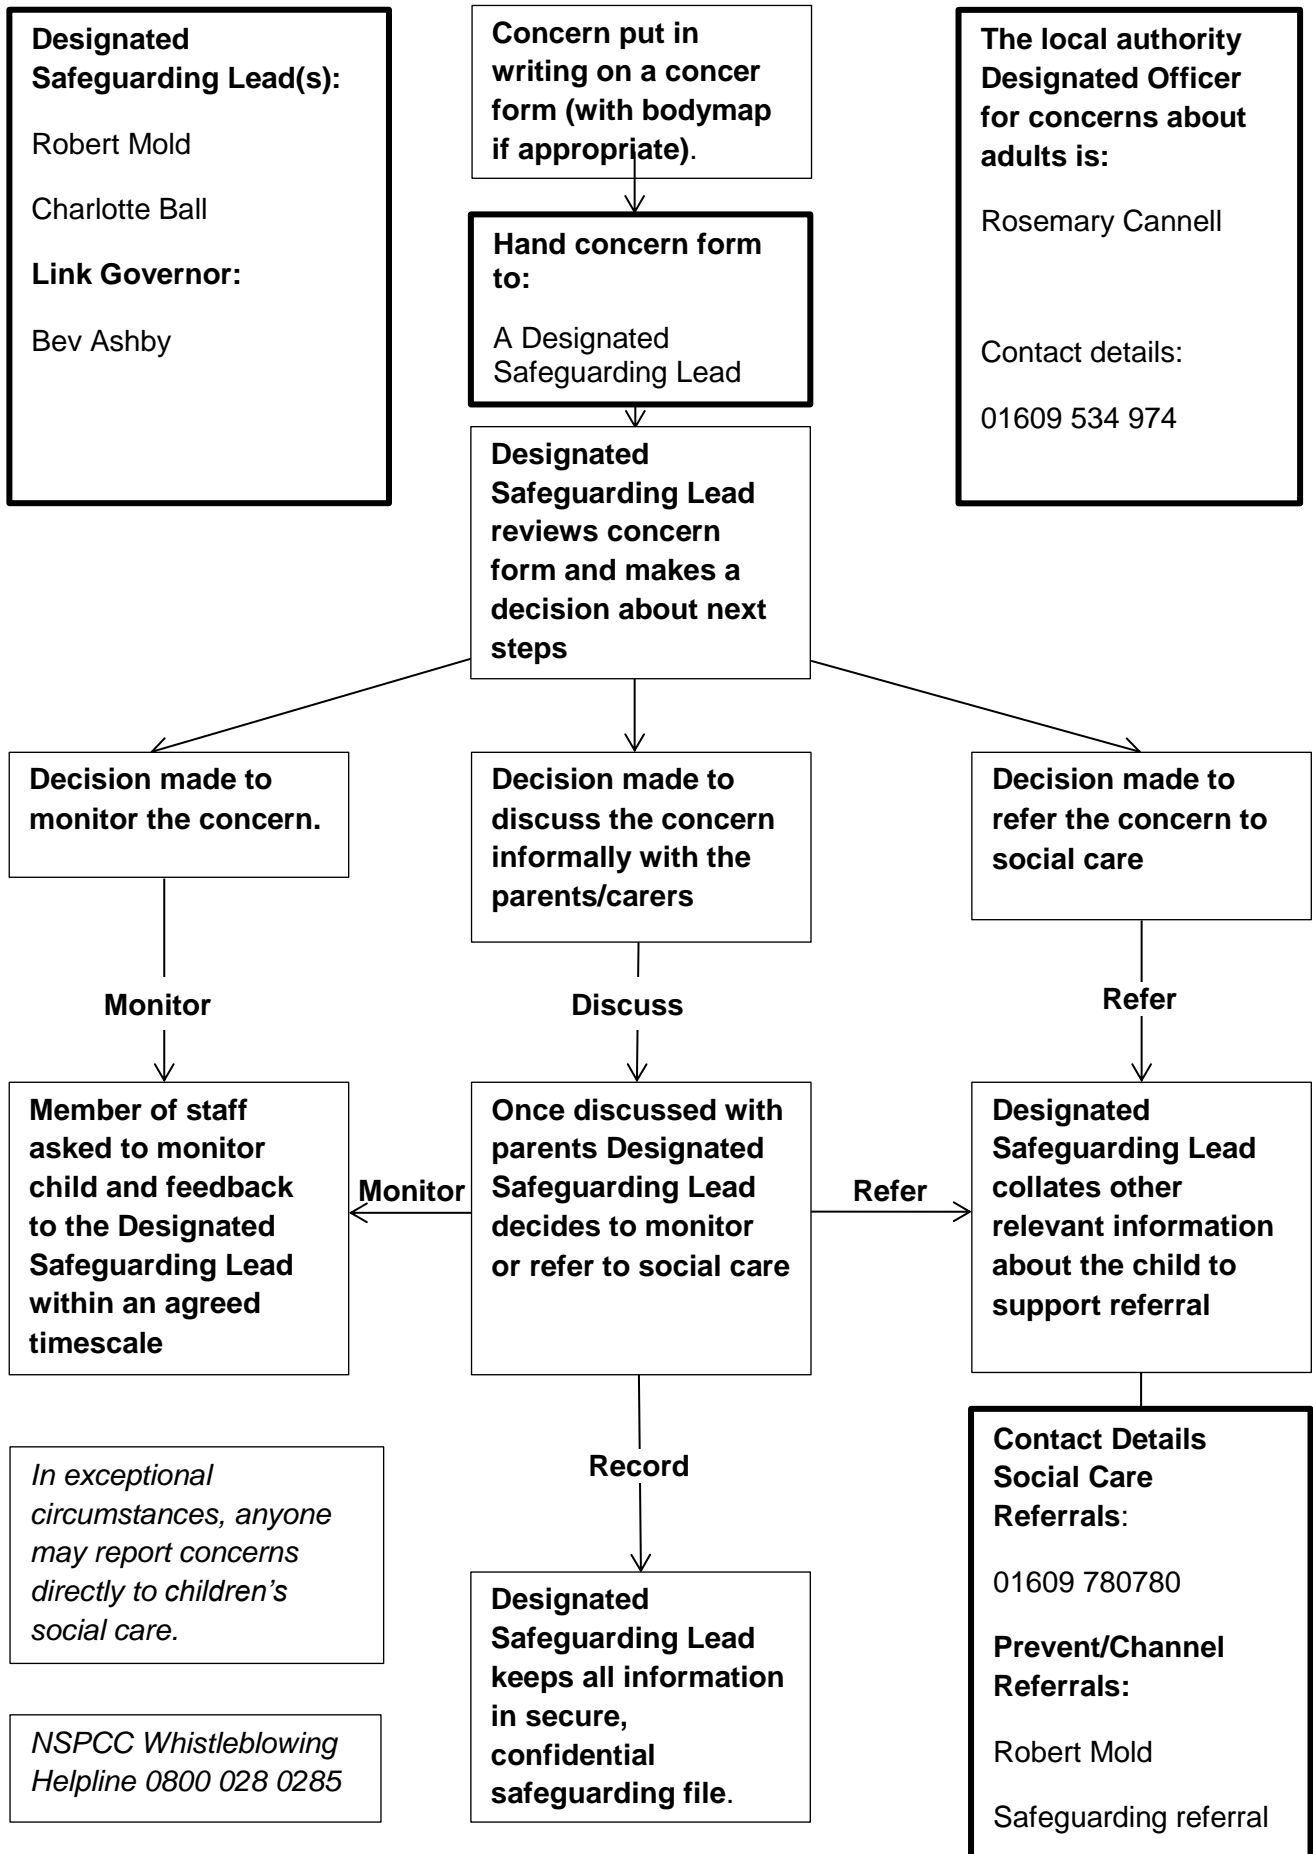 Designated
Safeguarding Lead(s):
Robert Mold
Charlotte Ball
Link Governor:
Bev Ashby
Concern put in
writing on a concer
form (with bodymap
if appropriate).
The local authority
Designated Officer
for concerns about
adults is:
Rosemary Cannell
Contact details:
01609 534 974
Hand concern form
to:
A Designated
Safeguarding Lead
Designated
Safeguarding Lead
reviews concern
form and makes a
decision about next
steps
Decision made to
monitor the concern.
Decision made to
discuss the concern
informally with the
parents/carers
Decision made to
refer the concern to
social care
Monitor
Discuss
Refer
Member of staff
asked to monitor
child and feedback
to the Designated
Safeguarding Lead
within an agreed
timescale
Monitor
Once discussed with
parents Designated
Safeguarding Lead
decides to monitor
or refer to social care
Refer
Designated
Safeguarding Lead
collates other
relevant information
about the child to
support referral
In exceptional
circumstances, anyone
may report concerns
directly to children’s
social care.
NSPCC Whistleblowing
Helpline 0800 028 0285
Record
Designated
Safeguarding Lead
keeps all information
in secure,
confidential
safeguarding file.
Contact Details
Social Care
Referrals:
01609 780780
Prevent/Channel
Referrals:
Robert Mold
Safeguarding referral